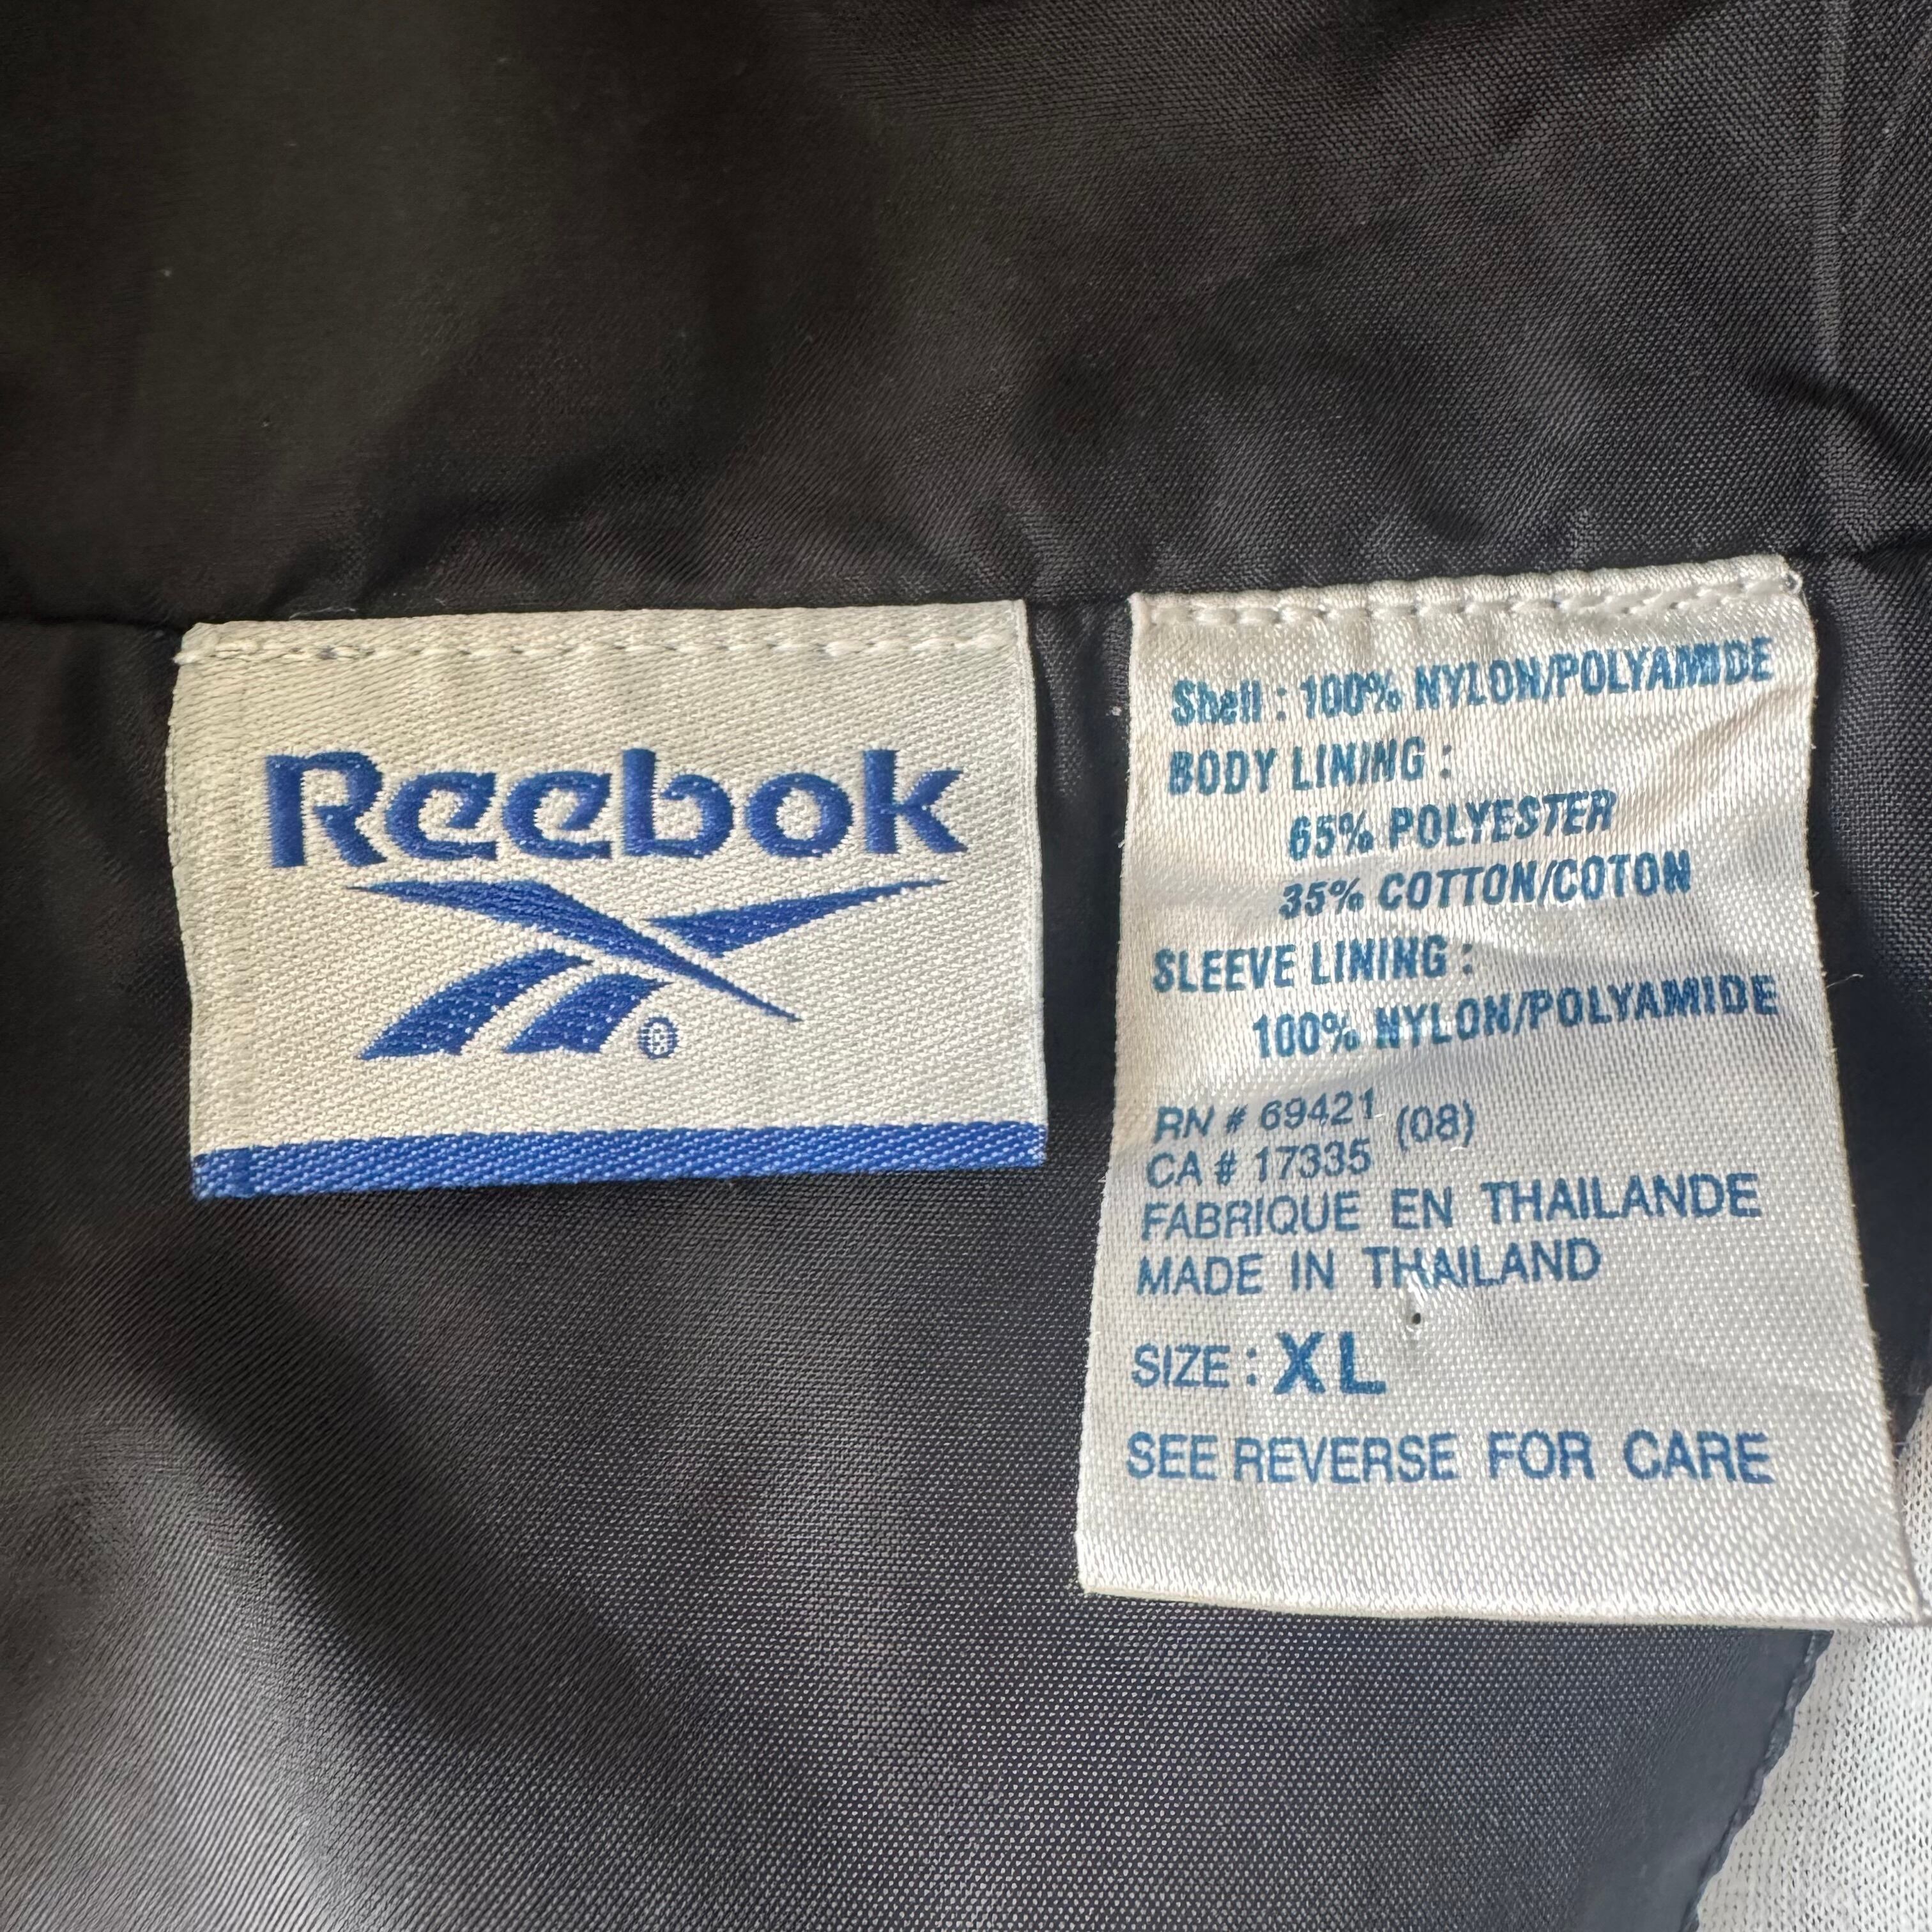 Reebok
®
Shell : 100% NYLON/POLYAMIDE
BODY LINING :
65% POLYESTER
35% COTTON/COTON
SLEEVE LINING :
100% NYLON/POLYAMIDE
RN # 69421 (08)
CA # 17335
FABRIQUE EN THAILANDE
MADE IN THAILAND
SIZE : XL
SEE REVERSE FOR CARE